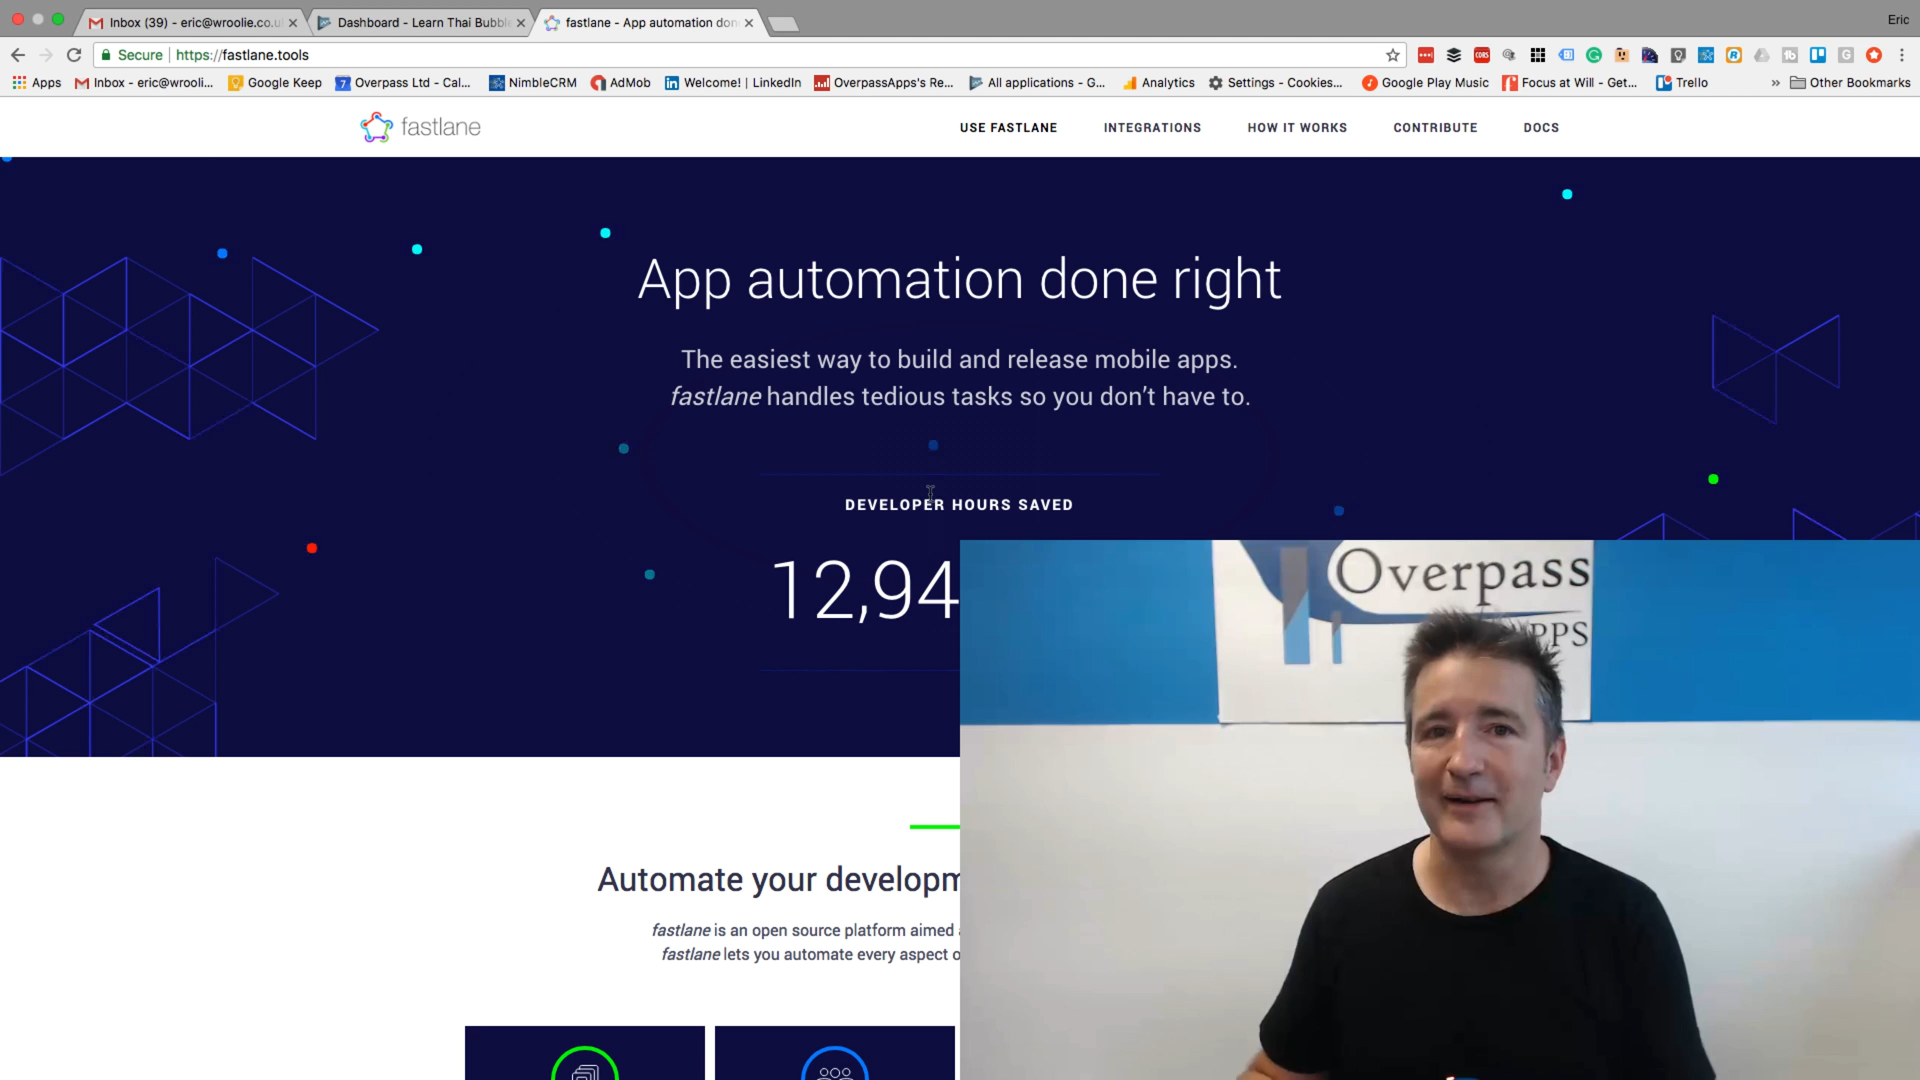 Inbox (39) - eric@wroolie.co.u
Dashboard - Learn Thai Bubble
fastlane - App automation don
Eric
Secure
https://fastlane.tools
Apps
Inbox - eric@wrooli...
Google Keep
Overpass Ltd - Cal...
NimbleCRM
AdMob
Welcome! | LinkedIn
OverpassApps's Re...
All applications - G...
Analytics
Settings - Cookies...
Google Play Music
Focus at Will - Get...
Trello
»
Other Bookmarks
fastlane
USE FASTLANE
INTEGRATIONS
HOW IT WORKS
CONTRIBUTE
DOCS
App automation done right
The easiest way to build and release mobile apps.
fastlane handles tedious tasks so you don’t have to.
DEVELOPER HOURS SAVED
12,94
Overpass
PPS
Automate your developm
fastlane is an open source platform aimed
fastlane lets you automate every aspect o